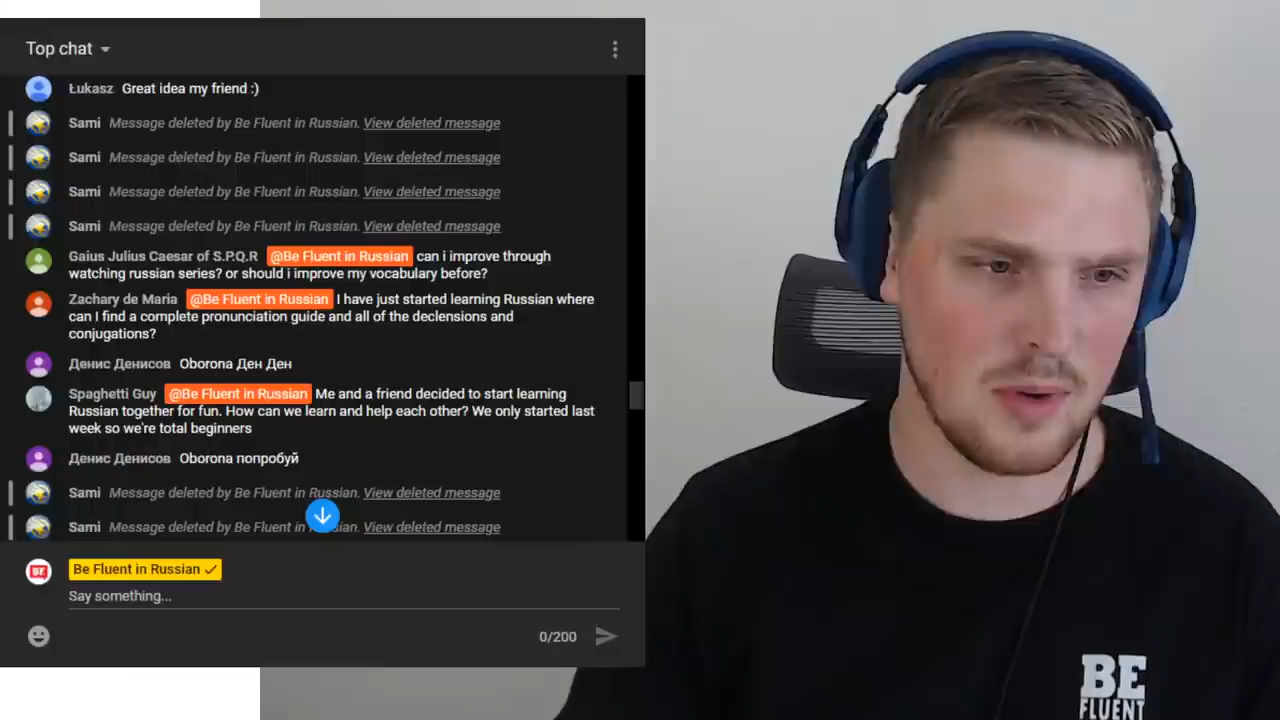 Top chat
Łukasz Great idea my friend :)
Sami Message deleted by Be Fluent in Russian. View deleted message
Sami Message deleted by Be Fluent in Russian. View deleted message
Sami Message deleted by Be Fluent in Russian. View deleted message
Sami Message deleted by Be Fluent in Russian. View deleted message
Gaius Julius Caesar of S.P.Q.R @Be Fluent in Russian can i improve through
watching russian series? or should i improve my vocabulary before?
Zachary de Maria @Be Fluent in Russian I have just started learning Russian where
can I find a complete pronunciation guide and all of the declensions and
conjugations?
Денис Денисов Oborona Ден Ден
Spaghetti Guy @Be Fluent in Russian Me and a friend decided to start learning
Russian together for fun. How can we learn and help each other? We only started last
week so we're total beginners
Денис Денисов Oborona попробуй
Sami Message deleted by Be Fluent in Russian. View deleted message
Sami Message deleted by Be Fluent in Russian. View deleted message
BE
Be Fluent in Russian
Say something...
0/200
BE
FLUENT